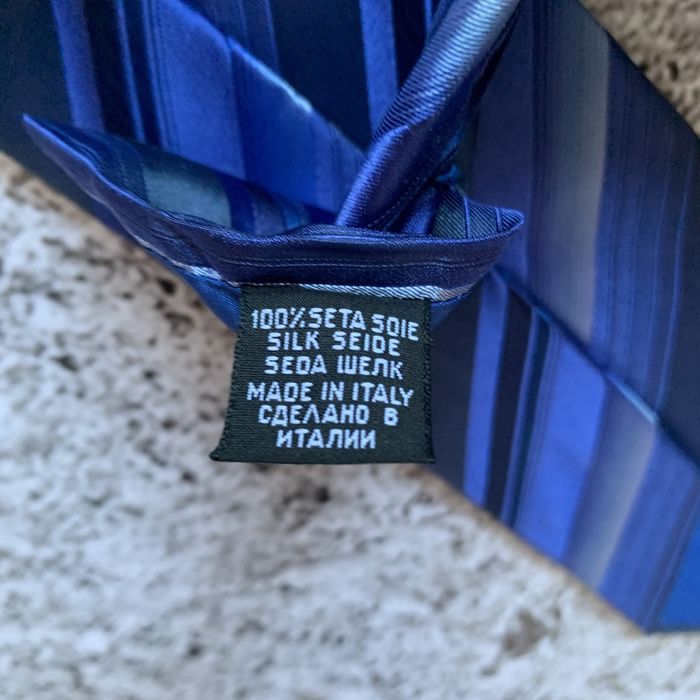 100%SETA SOIE
SILK SEIDE
SEDA ШЕЛК
MADE IN ITALY
СДЕЛАНО В
ИТАЛИИ